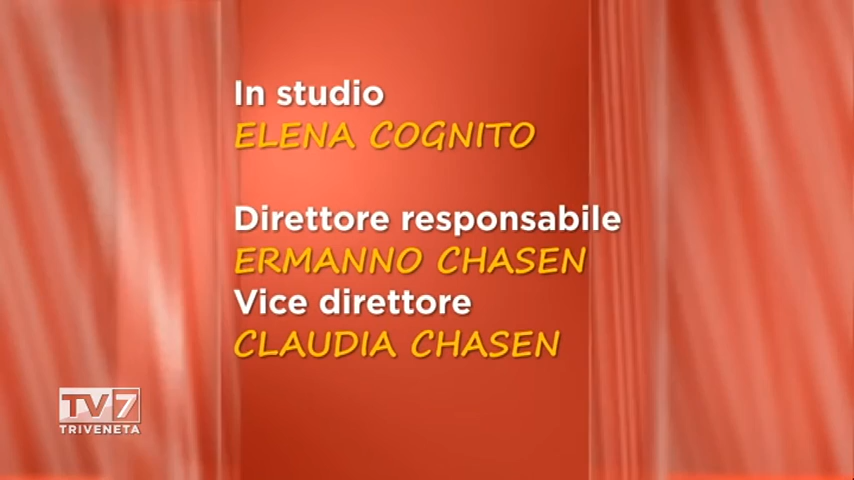 In studio
ELENA COGNITO
Direttore responsabile
ERMANNO CHASEN
Vice direttore
CLAUDIA CHASEN
TV7
TRIVENETA